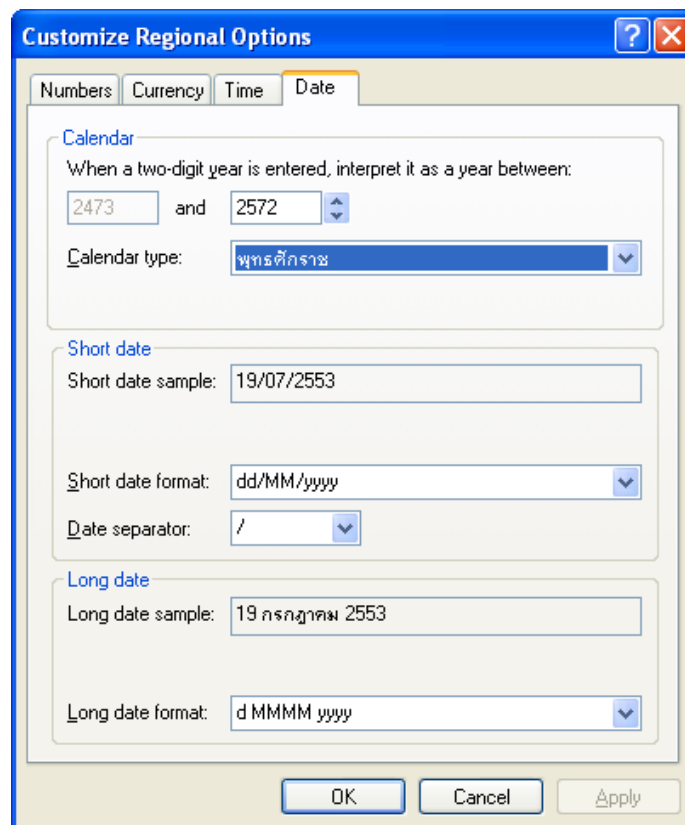 Customize Regional Options
Numbers Currency Time Date
Calendar
When a two-digit year is entered, interpret it as a year between:
2473 and 2572
Calendar type: พุทธศักราช
Short date
Short date sample: 19/07/2553
Short date format: dd/MM/yyyy
Date separator: /
Long date
Long date sample: 19 กรกฎาคม 2553
Long date format: d MMMM yyyy
OK Cancel Apply